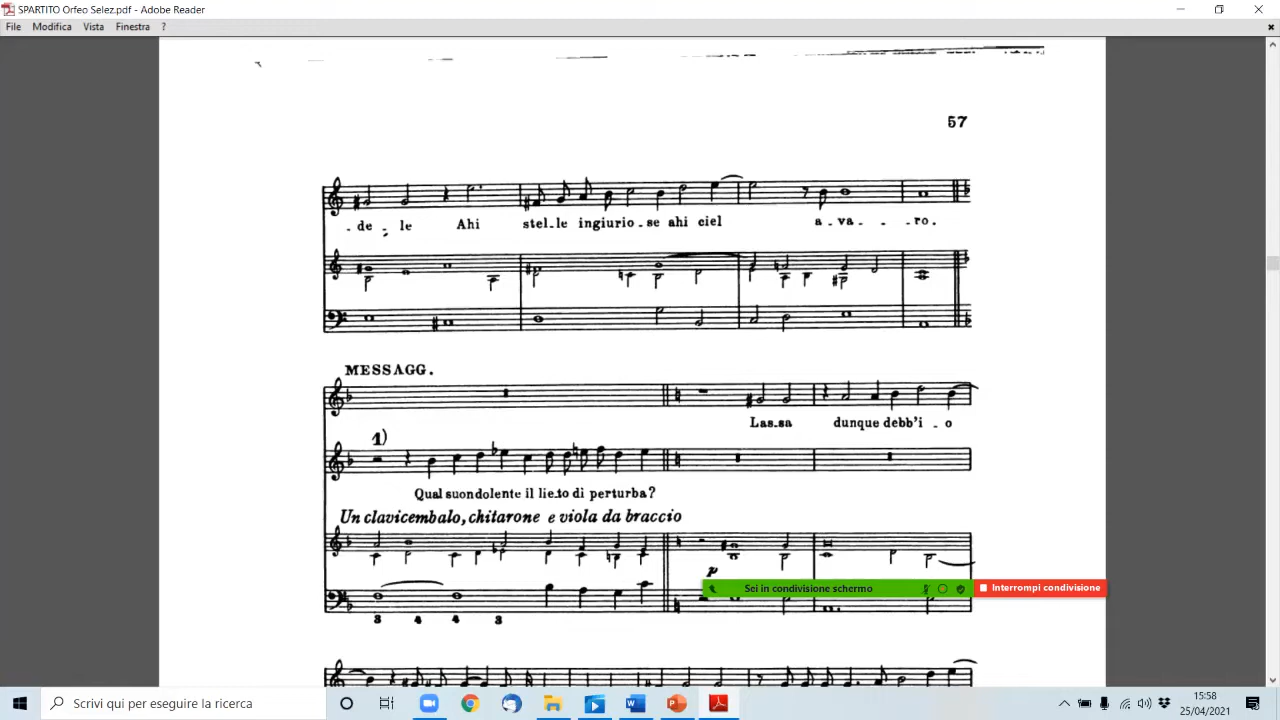 SPARTITO Orfeo Selez.pdf - Adobe Reader
File Modifica Vista Finestra ?
57
- de - le Ahi stel-le ingiurio-se ahi ciel a-va- - -ro.
MESSAGG.
Las-sa dunque debb'i - o
1)
Qual suon dolente il lie-to dì perturba?
Un clavicembalo, chitarone e viola da braccio
p
Sei in condivisione schermo
Interrompi condivisione
3 4 4 3
Scrivi qui per eseguire la ricerca
15:58
25/04/2021